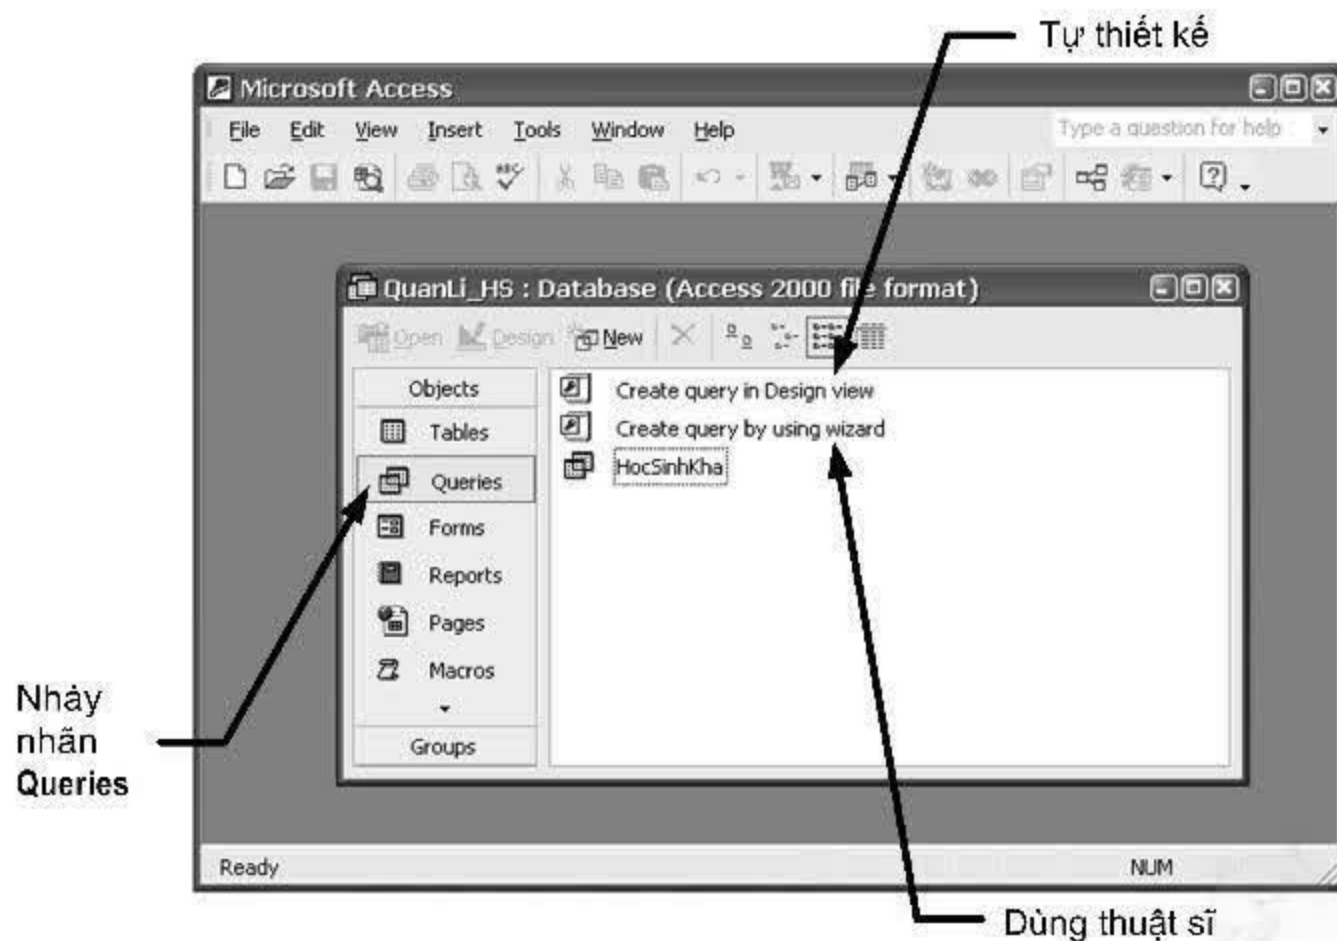 Tự thiết kế
Microsoft Access
File Edit View Insert Tools Window Help
Type a question for help
QuanLi_HS : Database (Access 2000 file format)
Open Design New
Objects
Tables
Queries
Forms
Reports
Pages
Macros
Groups
Create query in Design view
Create query by using wizard
HocSinhKha
Nháy
nhãn
Queries
Ready
NUM
Dùng thuật sĩ